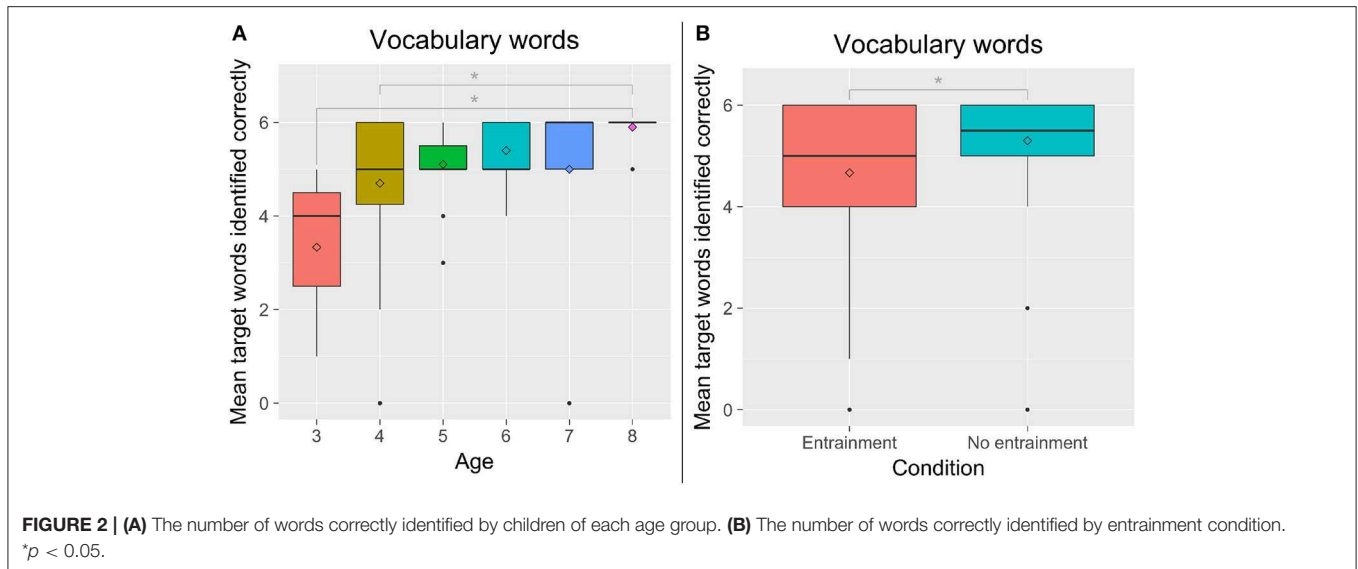 A
Vocabulary words
*
*
Mean target words identified correctly
6
4
2
0
3 4 5 6 7 8
Age
B
Vocabulary words
*
Mean target words identified correctly
6
4
2
0
Entrainment No entrainment
Condition
FIGURE 2 | (A) The number of words correctly identified by children of each age group. (B) The number of words correctly identified by entrainment condition.
*p < 0.05.